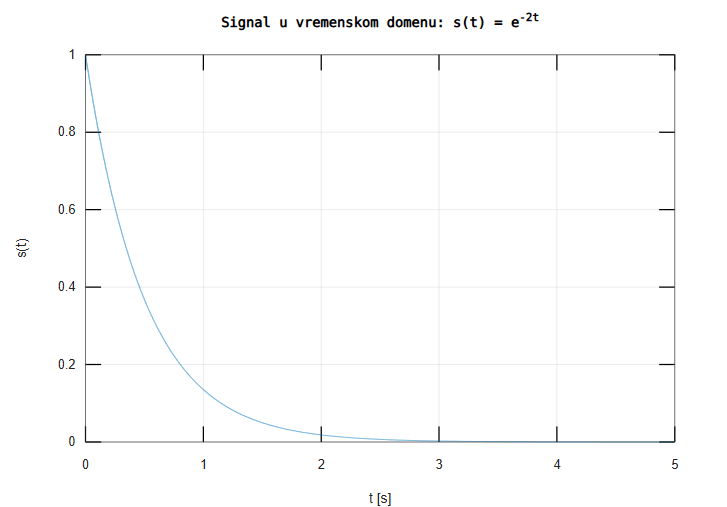 Signal u vremenskom domenu: s(t) = e^-2t
1
0.8
0.6
s(t)
0.4
0.2
0
0 1 2 3 4 5
t [s]